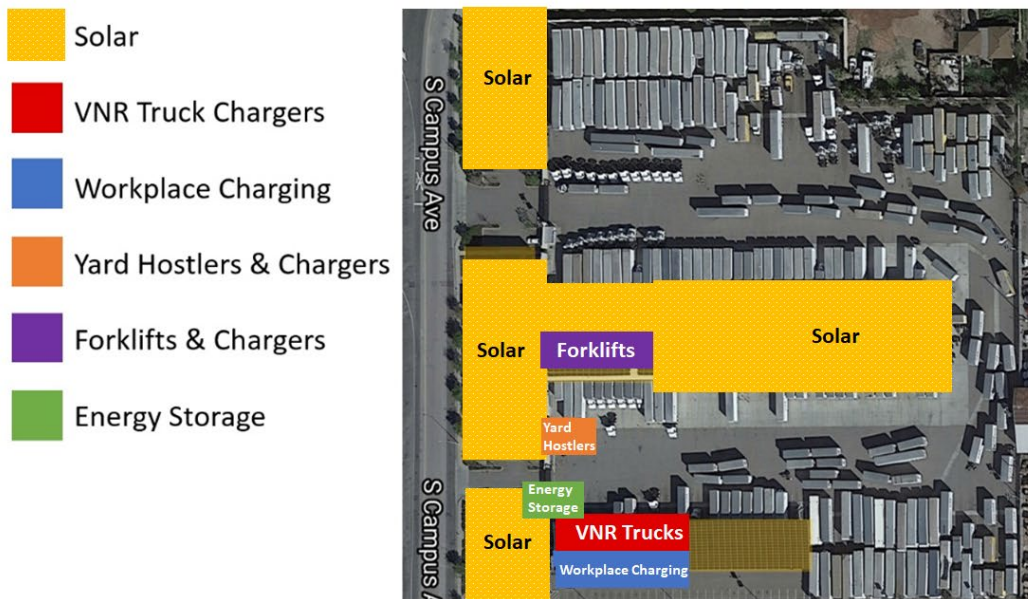 Solar
VNR Truck Chargers
Workplace Charging
Yard Hostlers & Chargers
Forklifts & Chargers
Energy Storage
S Campus Ave
Solar
Solar
Forklifts
Solar
Yard
Hostlers
S Campus A
Energy
Storage
Solar
VNR Trucks
Workplace Charging